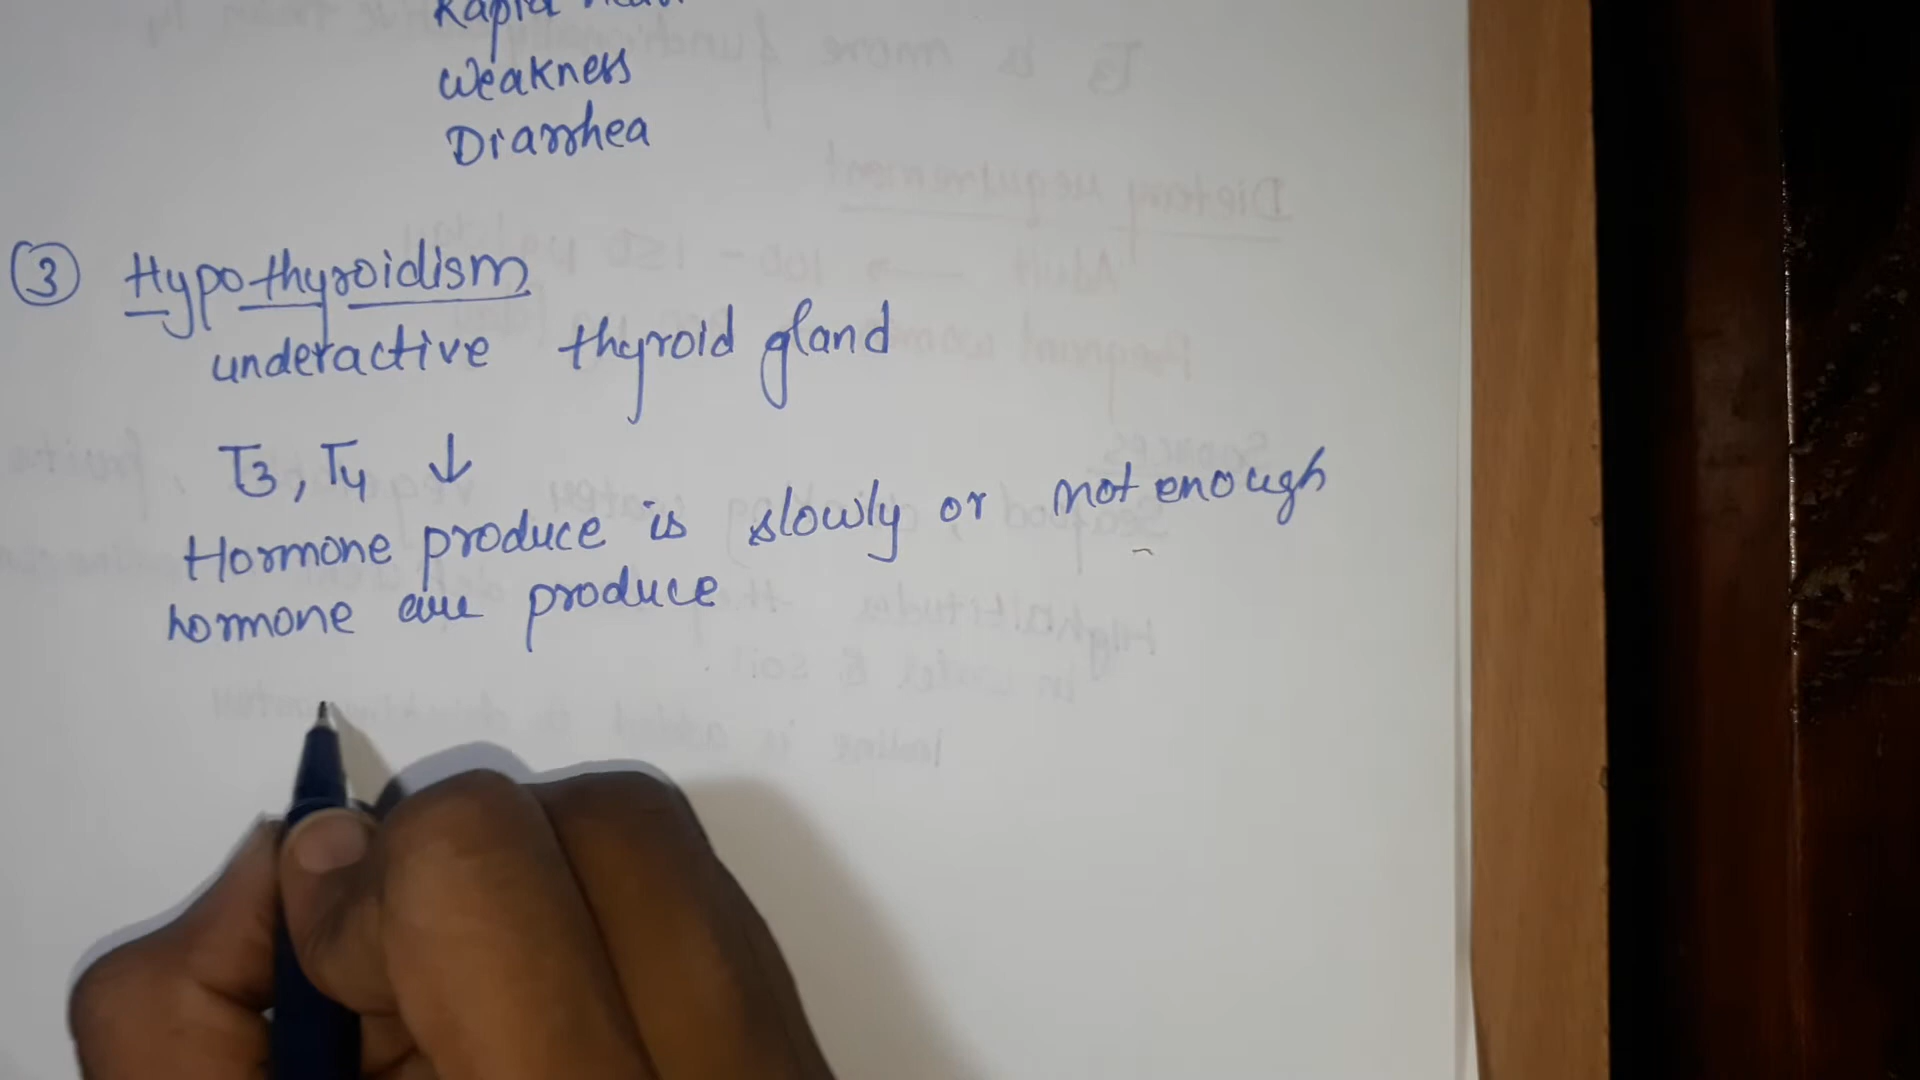 Rapid
Weakness
Diarrhea
③ Hypothyroidism
underactive thyroid gland
T3, T4 ↓
Hormone produce is slowly or not enough
hormone are produce